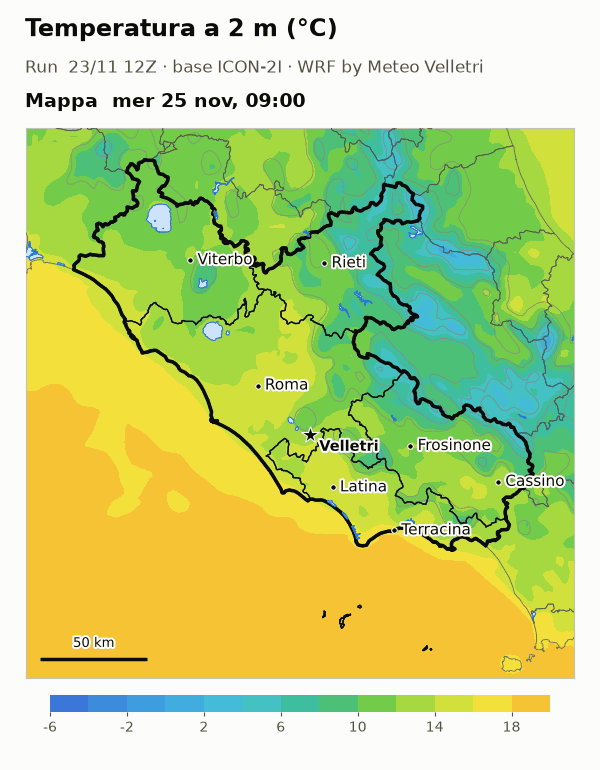 Temperatura a 2 m (°C)
Run  23/11 12Z · base ICON-2I · WRF by Meteo Velletri
Mappa  mer 25 nov, 09:00
Viterbo
Rieti
Roma
Velletri
Frosinone
Cassino
Latina
Terracina
50 km
-6 -2 2 6 10 14 18